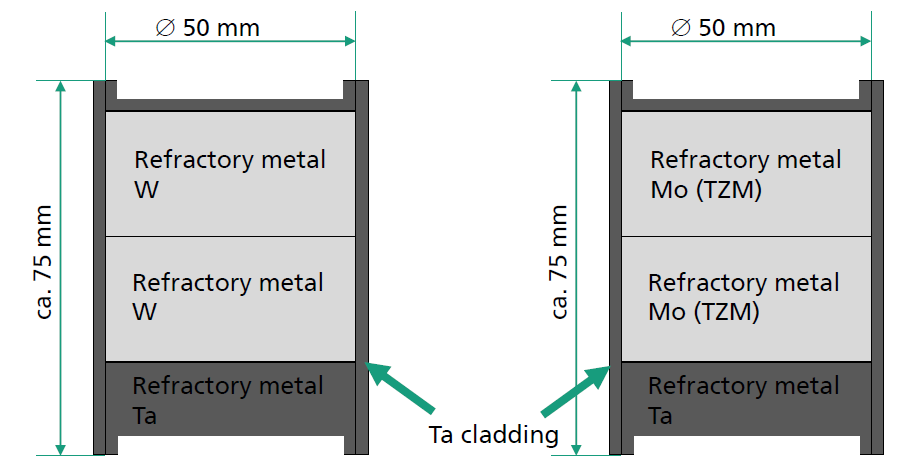 ∅ 50 mm
ca. 75 mm
Refractory metal
W
Refractory metal
W
Refractory metal
Ta
∅ 50 mm
ca. 75 mm
Refractory metal
Mo (TZM)
Refractory metal
Mo (TZM)
Refractory metal
Ta
Ta cladding